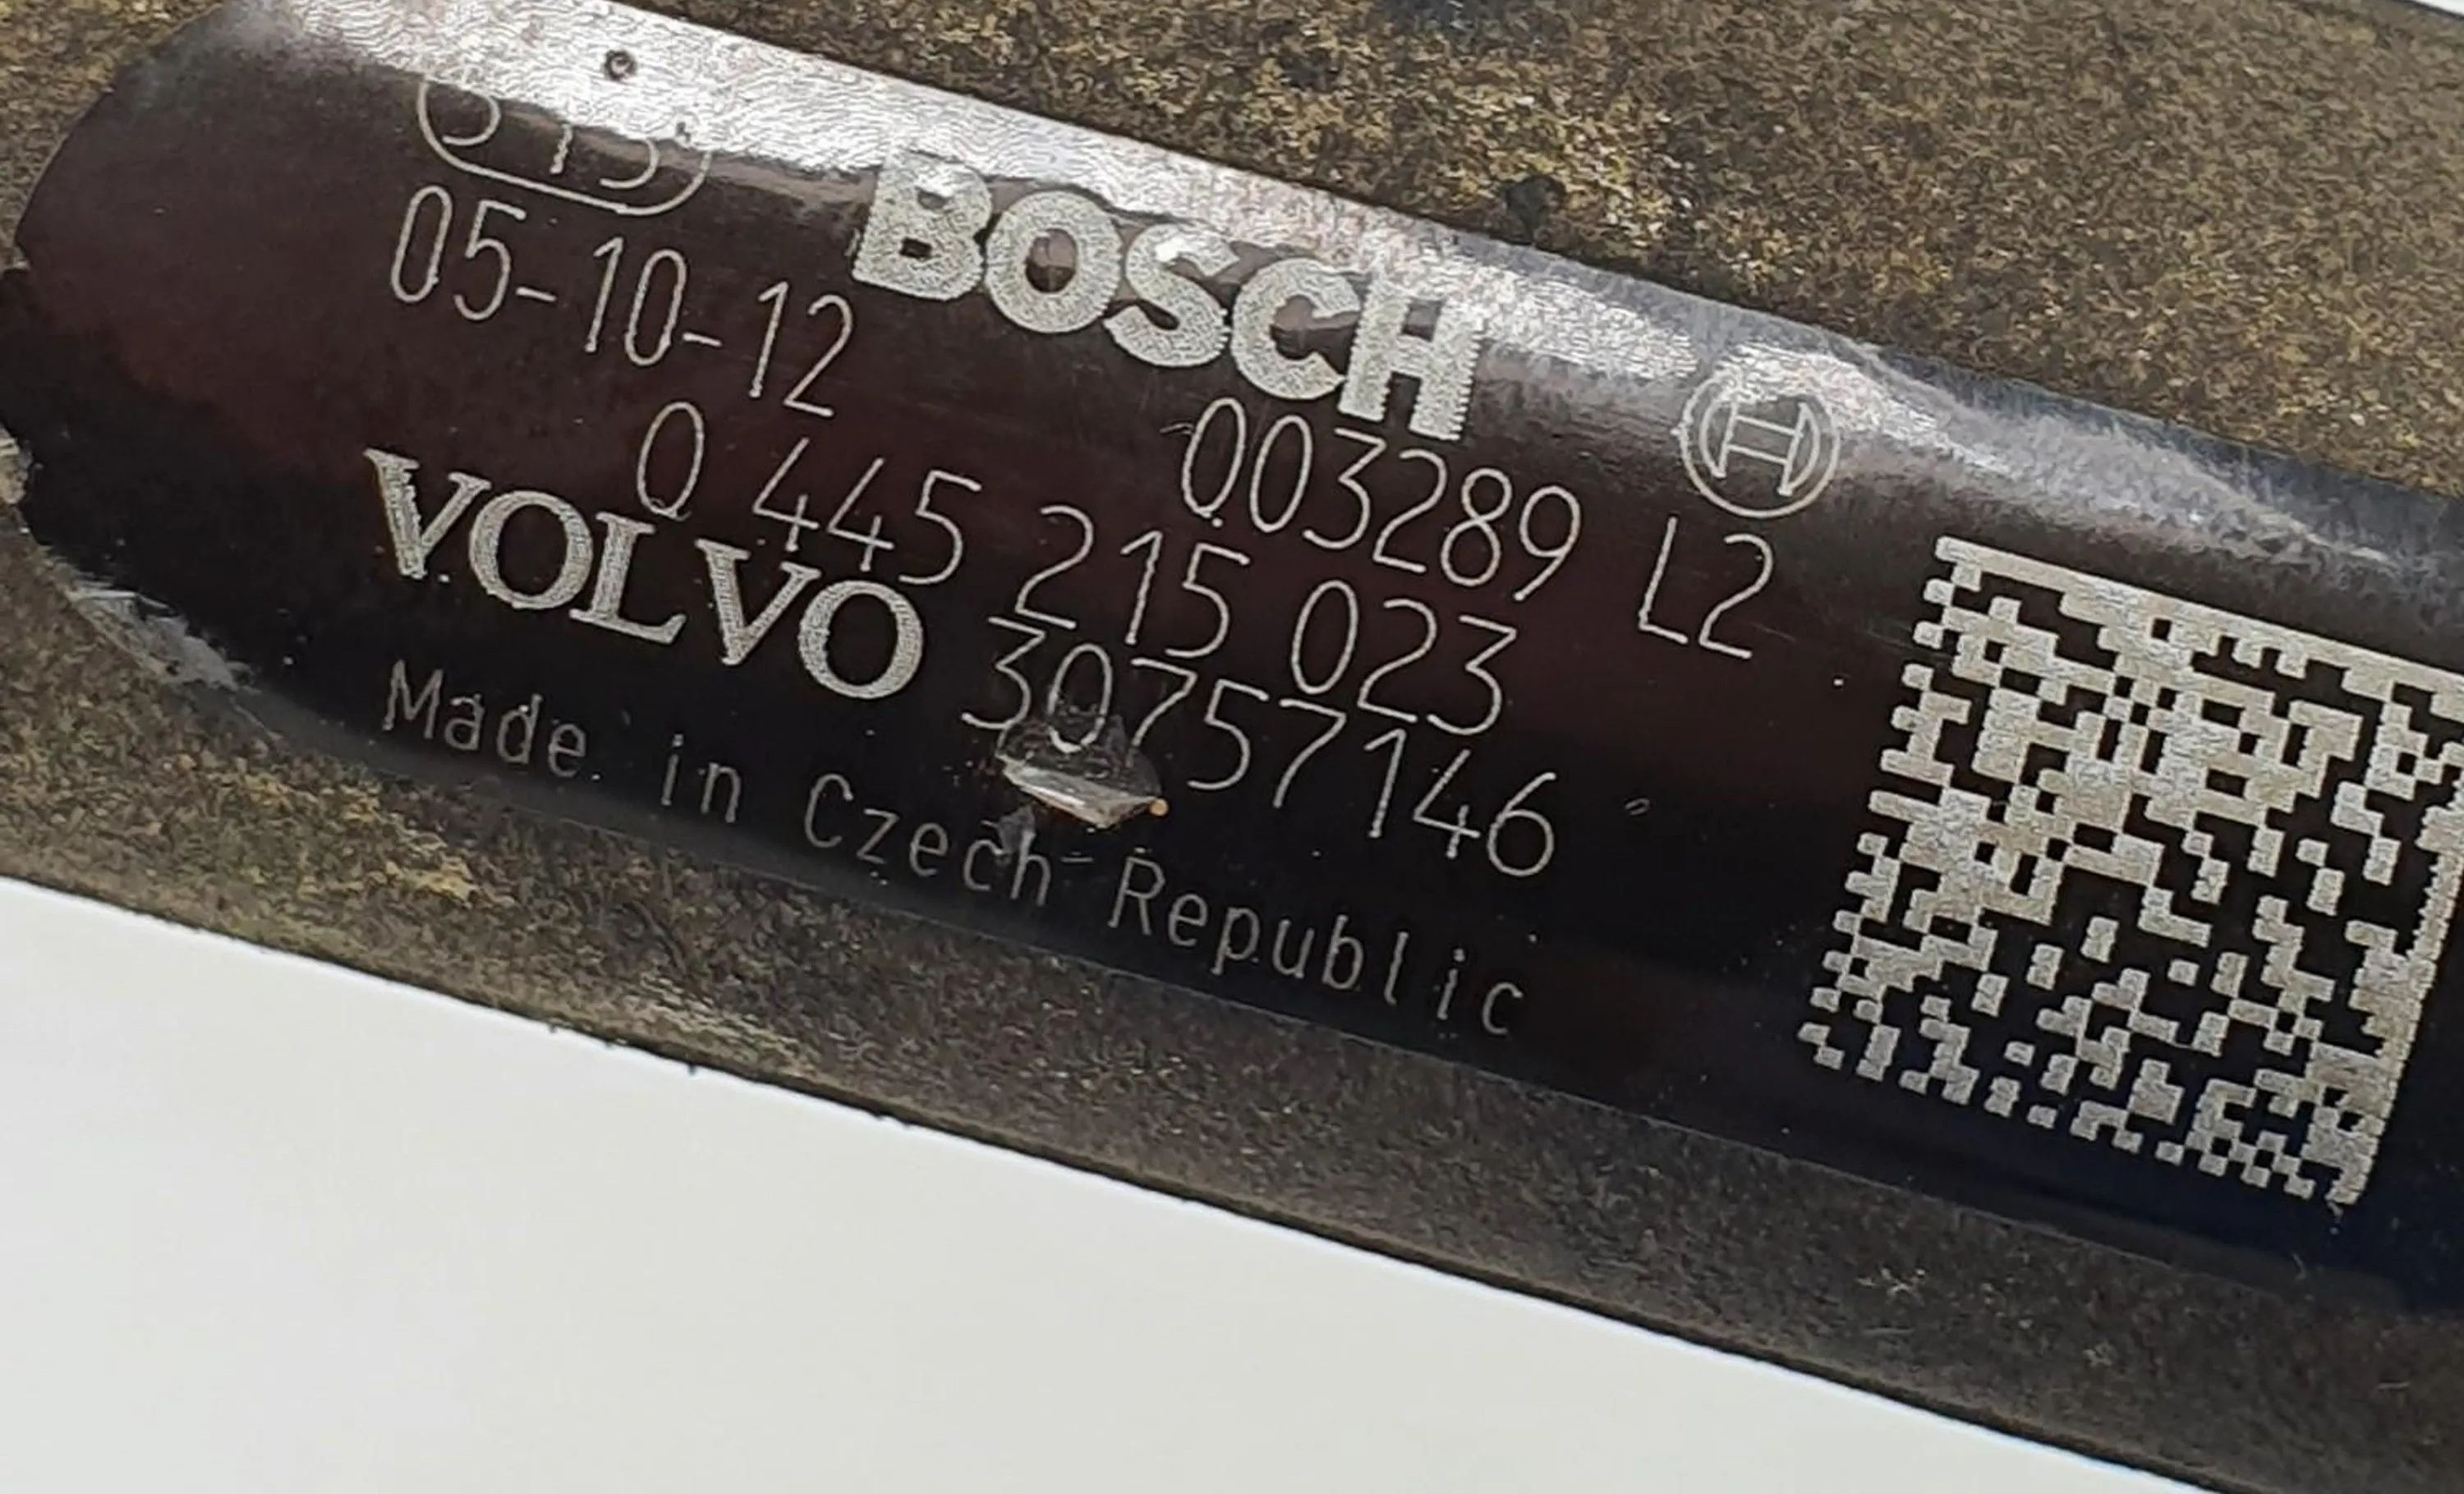 BOSCH
05-10-12 003289 L2
0 445 215 023
VOLVO 30757146
Made in Czech Republic